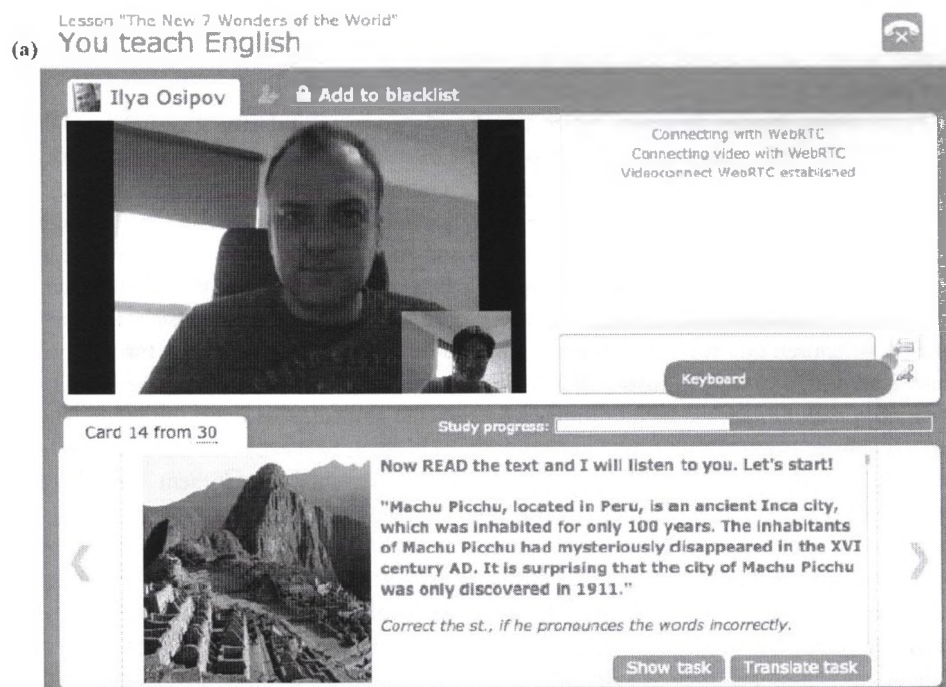 Lesson "The New 7 Wonders of the World"
(a) You teach English
Ilya Osipov
Add to blacklist
Connecting with WebRTC
Connecting video with WebRTC
Videoconnect WebRTC established
Keyboard
Card 14 from 30
Study progress:
Now READ the text and I will listen to you. Let's start!
"Machu Picchu, located in Peru, is an ancient Inca city,
which was inhabited for only 100 years. The inhabitants
of Machu Picchu had mysteriously disappeared in the XVI
century AD. It is surprising that the city of Machu Picchu
was only discovered in 1911."
Correct the st., if he pronounces the words incorrectly.
Show task
Translate task